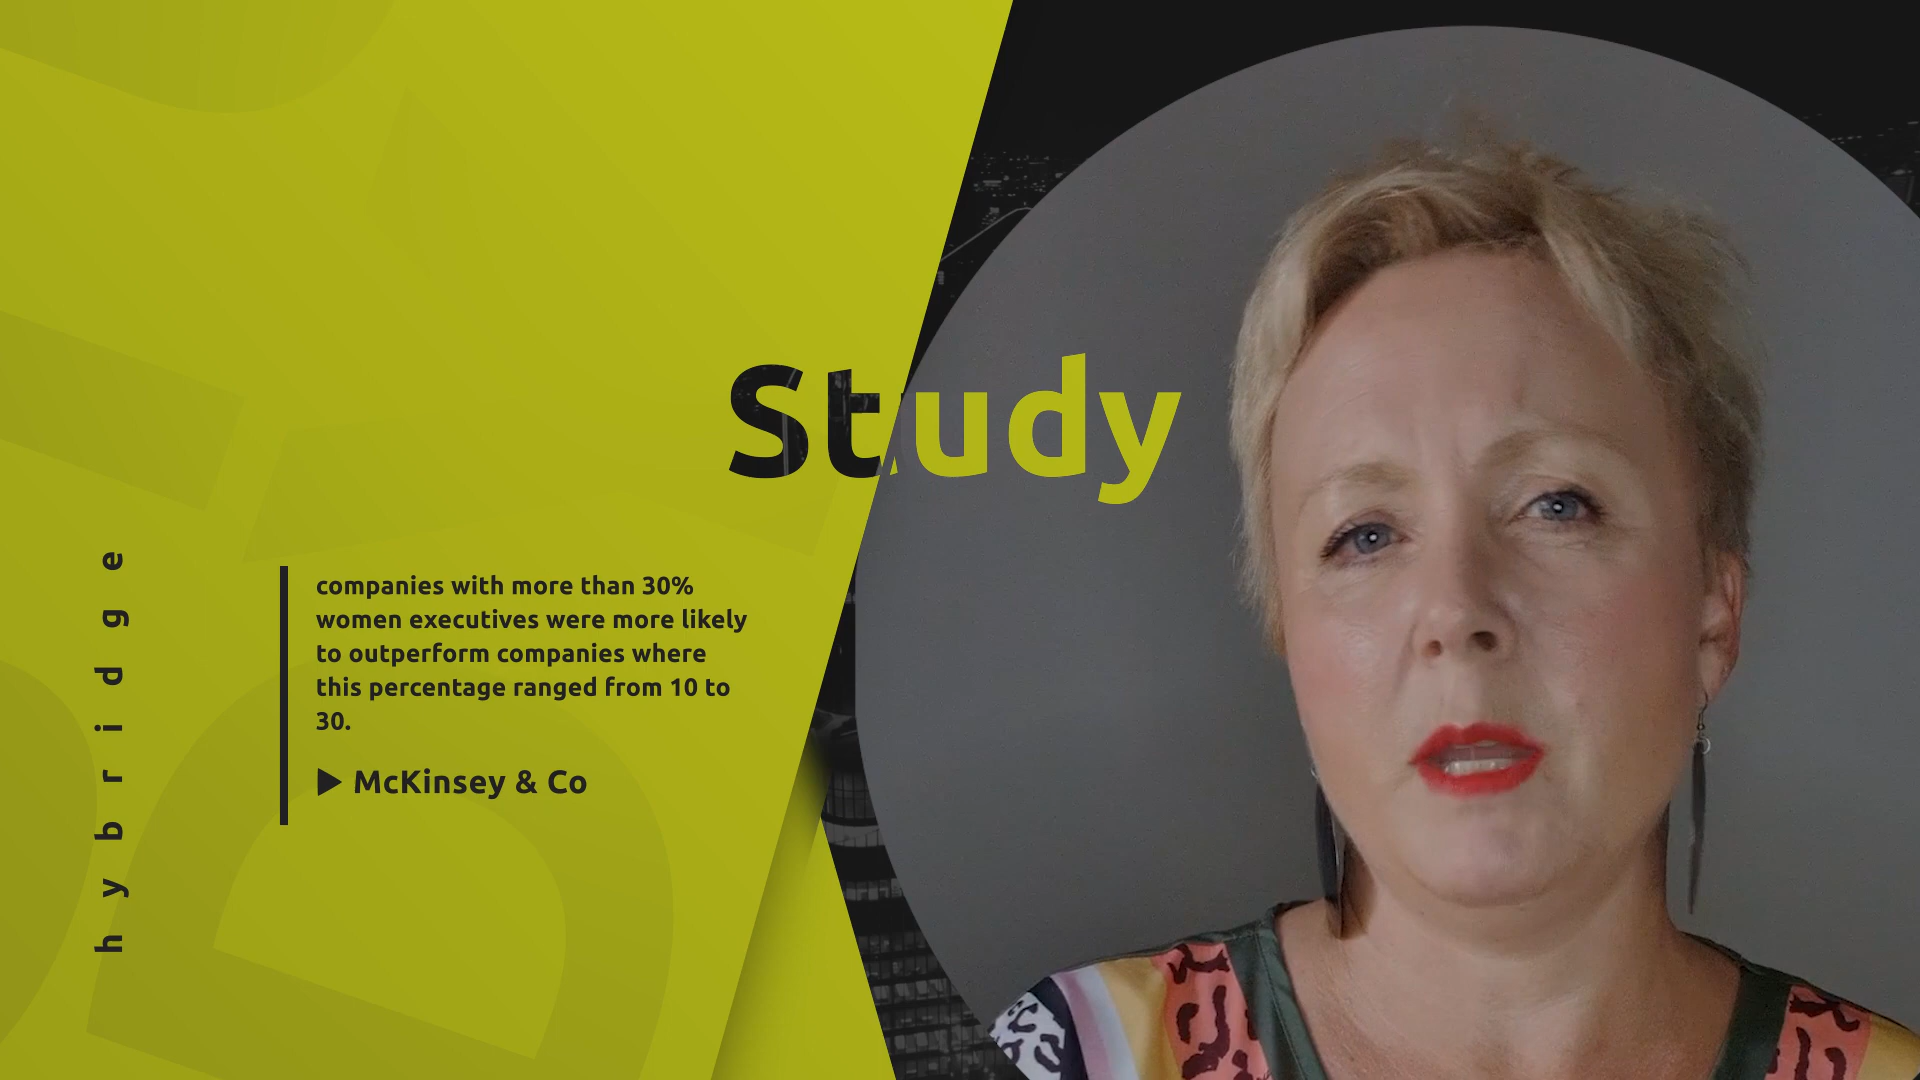 Study
companies with more than 30%
women executives were more likely
to outperform companies where
this percentage ranged from 10 to
30.
McKinsey & Co
hybridge